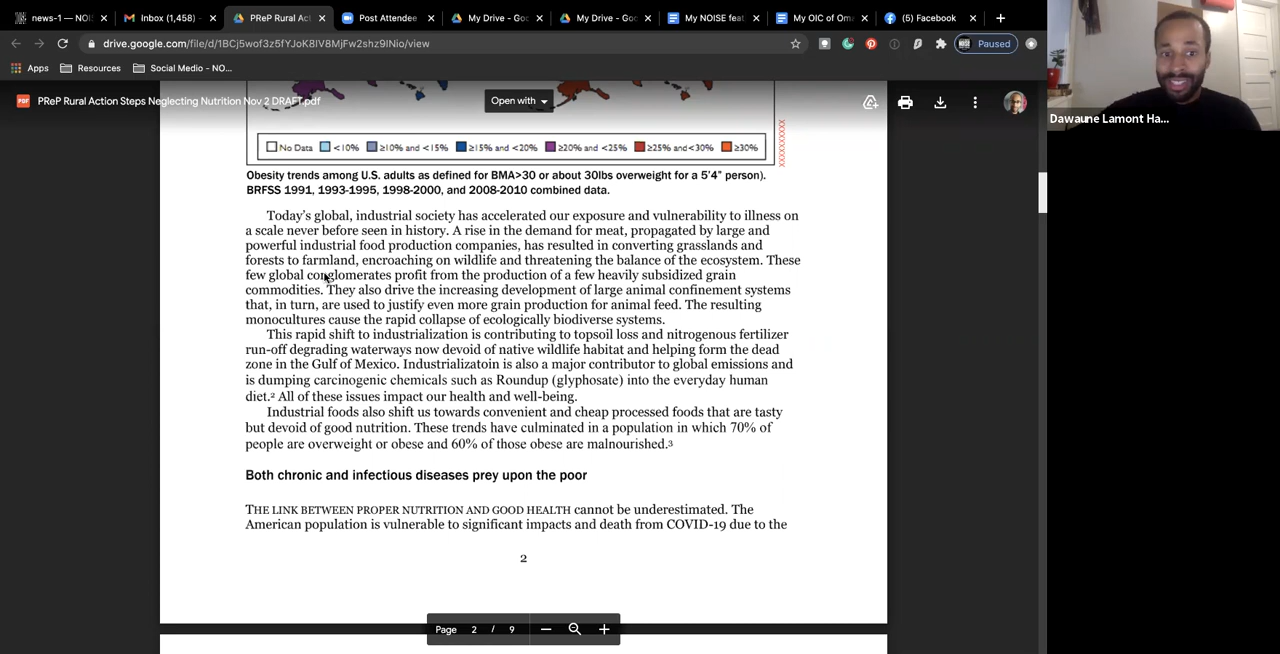 news-1 — NOIS
Inbox (1,458) -
PReP Rural Act
Post Attendee
My Drive - Goo
My Drive - Goo
My NOISE feat
My OIC of Oma
(5) Facebook
drive.google.com/file/d/1BCj5wof3z5fYJoK8IV8MjFw2shz9INio/view
Paused
Apps
Resources
Social Medio - NO...
PDF
PReP Rural Action Steps Neglecting Nutrition Nov 2 DRAFT.pdf
Open with
Dawaune Lamont Ha...
No Data <10% ≥10% and <15% ≥15% and <20% ≥20% and <25% ≥25% and<30% ≥30%
Obesity trends among U.S. adults as defined for BMA>30 or about 30lbs overweight for a 5'4" person).
BRFSS 1991, 1993-1995, 1998-2000, and 2008-2010 combined data.
Today's global, industrial society has accelerated our exposure and vulnerability to illness on
a scale never before seen in history. A rise in the demand for meat, propagated by large and
powerful industrial food production companies, has resulted in converting grasslands and
forests to farmland, encroaching on wildlife and threatening the balance of the ecosystem. These
few global conglomerates profit from the production of a few heavily subsidized grain
commodities. They also drive the increasing development of large animal confinement systems
that, in turn, are used to justify even more grain production for animal feed. The resulting
monocultures cause the rapid collapse of ecologically biodiverse systems.
This rapid shift to industrialization is contributing to topsoil loss and nitrogenous fertilizer
run-off degrading waterways now devoid of native wildlife habitat and helping form the dead
zone in the Gulf of Mexico. Industrializatoin is also a major contributor to global emissions and
is dumping carcinogenic chemicals such as Roundup (glyphosate) into the everyday human
diet.² All of these issues impact our health and well-being.
Industrial foods also shift us towards convenient and cheap processed foods that are tasty
but devoid of good nutrition. These trends have culminated in a population in which 70% of
people are overweight or obese and 60% of those obese are malnourished.³
Both chronic and infectious diseases prey upon the poor
THE LINK BETWEEN PROPER NUTRITION AND GOOD HEALTH cannot be underestimated. The
American population is vulnerable to significant impacts and death from COVID-19 due to the
2
Page 2 / 9